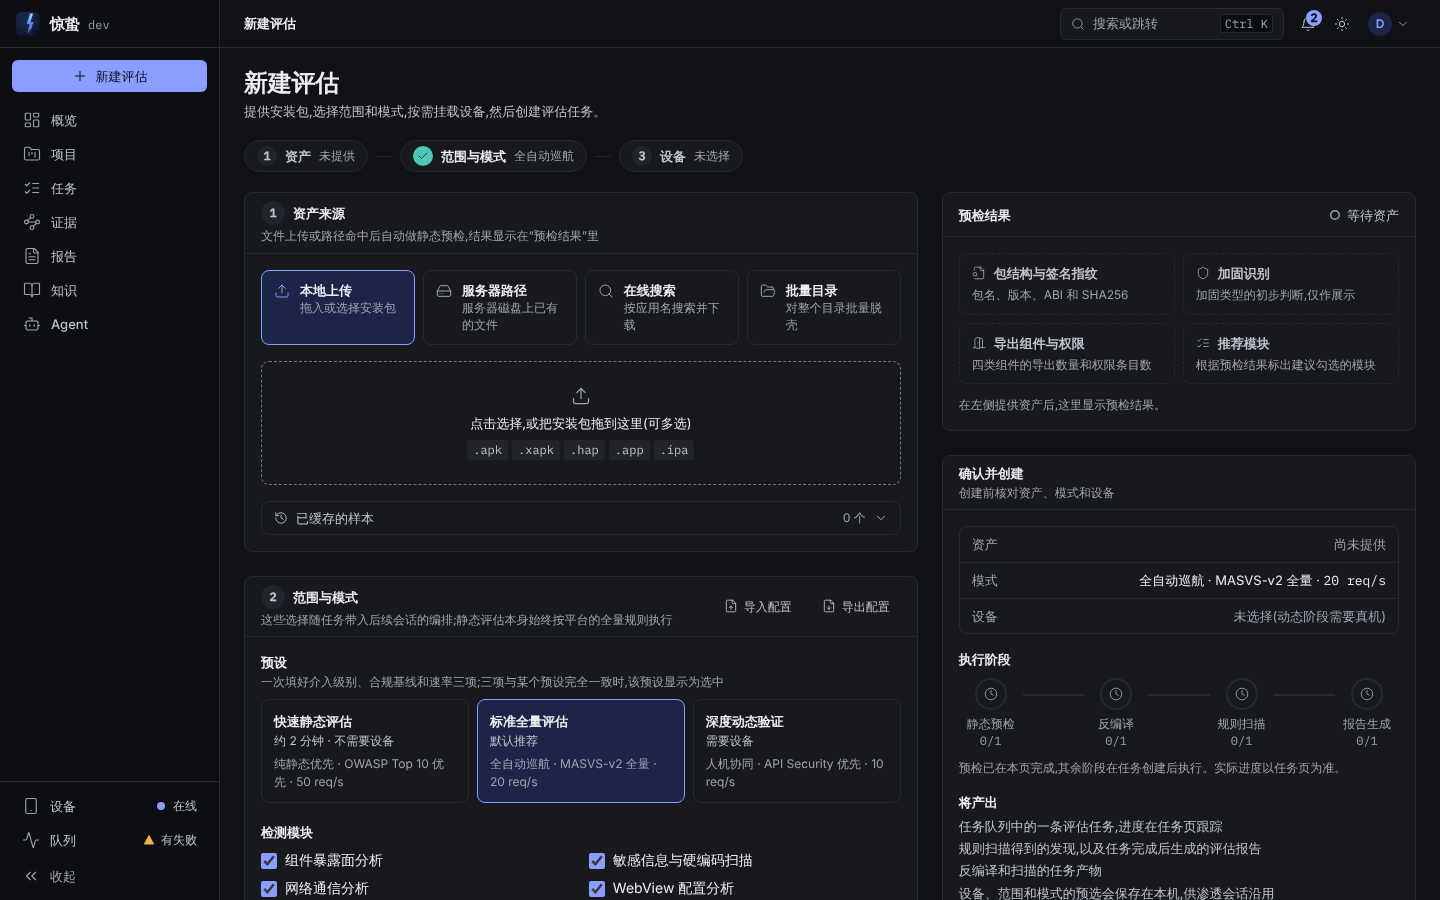 惊蛰 dev
新建评估
搜索或跳转 Ctrl K
2
D
新建评估
概览
项目
任务
证据
报告
知识
Agent
设备 在线
队列 有失败
收起
新建评估
提供安装包,选择范围和模式,按需挂载设备,然后创建评估任务。
1 资产 未提供
范围与模式 全自动巡航
3 设备 未选择
1 资产来源
文件上传或路径命中后自动做静态预检,结果显示在“预检结果”里
本地上传
拖入或选择安装包
服务器路径
服务器磁盘上已有
的文件
在线搜索
按应用名搜索并下
载
批量目录
对整个目录批量脱
壳
点击选择,或把安装包拖到这里(可多选)
.apk .xapk .hap .app .ipa
已缓存的样本 0 个
2 范围与模式
这些选择随任务带入后续会话的编排;静态评估本身始终按平台的全量规则执行
导入配置 导出配置
预设
一次填好介入级别、合规基线和速率三项;三项与某个预设完全一致时,该预设显示为选中
快速静态评估
约 2 分钟 · 不需要设备
纯静态优先 · OWASP Top 10 优
先 · 50 req/s
标准全量评估
默认推荐
全自动巡航 · MASVS-v2 全量 ·
20 req/s
深度动态验证
需要设备
人机协同 · API Security 优先 · 10
req/s
检测模块
组件暴露面分析 敏感信息与硬编码扫描
网络通信分析 WebView 配置分析
预检结果 等待资产
包结构与签名指纹
包名、版本、ABI 和 SHA256
加固识别
加固类型的初步判断,仅作展示
导出组件与权限
四类组件的导出数量和权限条目数
推荐模块
根据预检结果标出建议勾选的模块
在左侧提供资产后,这里显示预检结果。
确认并创建
创建前核对资产、模式和设备
资产 尚未提供
模式 全自动巡航 · MASVS-v2 全量 · 20 req/s
设备 未选择(动态阶段需要真机)
执行阶段
静态预检 反编译 规则扫描 报告生成
0/1 0/1 0/1 0/1
预检已在本页完成,其余阶段在任务创建后执行。实际进度以任务页为准。
将产出
任务队列中的一条评估任务,进度在任务页跟踪
规则扫描得到的发现,以及任务完成后生成的评估报告
反编译和扫描的任务产物
设备、范围和模式的预选会保存在本机,供渗透会话沿用